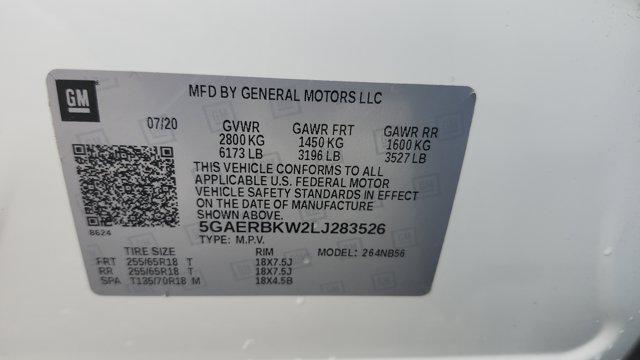 GM
MFD BY GENERAL MOTORS LLC
07/20 GVWR GAWR FRT GAWR RR
2800 KG 1450 KG 1600 KG
6173 LB 3196 LB 3527 LB
THIS VEHICLE CONFORMS TO ALL
APPLICABLE U.S. FEDERAL MOTOR
VEHICLE SAFETY STANDARDS IN EFFECT
ON THE DATE OF MANUFACTURE
SHOWN ABOVE.
8624 5GAERBKW2LJ283526
TYPE: M.P.V. MODEL: 264NB56
TIRE SIZE RIM
FRT 255/65R18 T 18X7.5J
RR 255/65R18 T 18X7.5J
SPA T135/70R18 M 18X4.5B